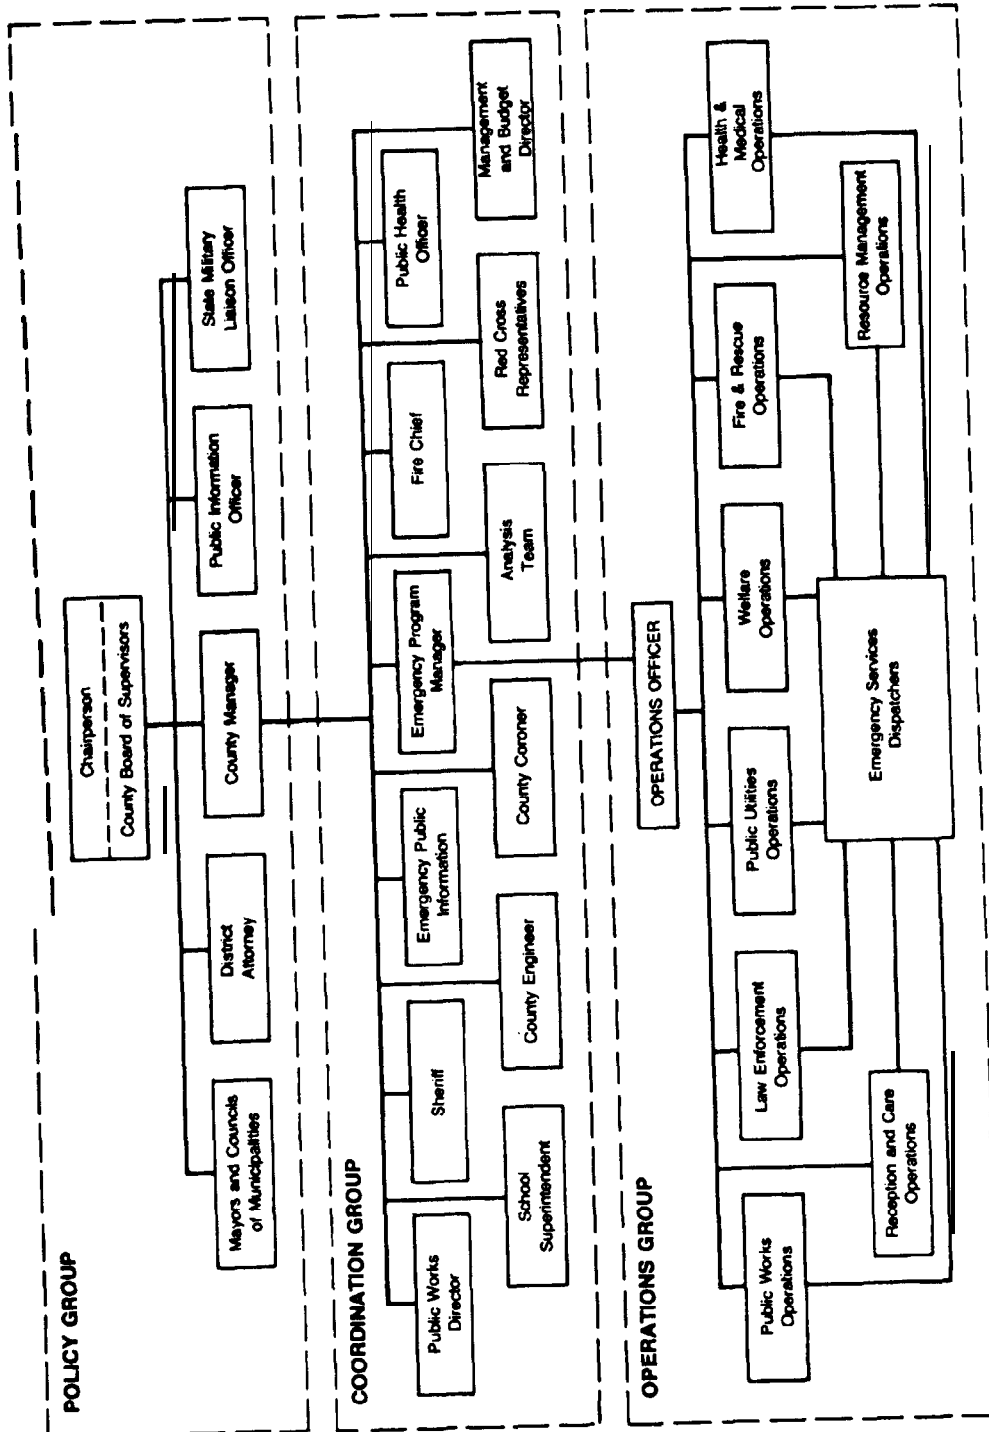 POLICY GROUP
Chairperson
County Board of Supervisors
Mayors and Councils
of Municipalities
District
Attorney
County Manager
Public Information
Officer
State Military
Liaison Officer
COORDINATION GROUP
Public Works
Director
Sheriff
Emergency Public
Information
Emergency Program
Manager
Fire Chief
Public Health
Officer
School
Superintendent
County Engineer
County Coroner
Analysis
Team
Red Cross
Representatives
Management
and Budget
Director
OPERATIONS GROUP
OPERATIONS OFFICER
Public Works
Operations
Law Enforcement
Operations
Public Utilities
Operations
Welfare
Operations
Fire & Rescue
Operations
Health &
Medical
Operations
Reception and Care
Operations
Emergency Services
Dispatchers
Resource Management
Operations